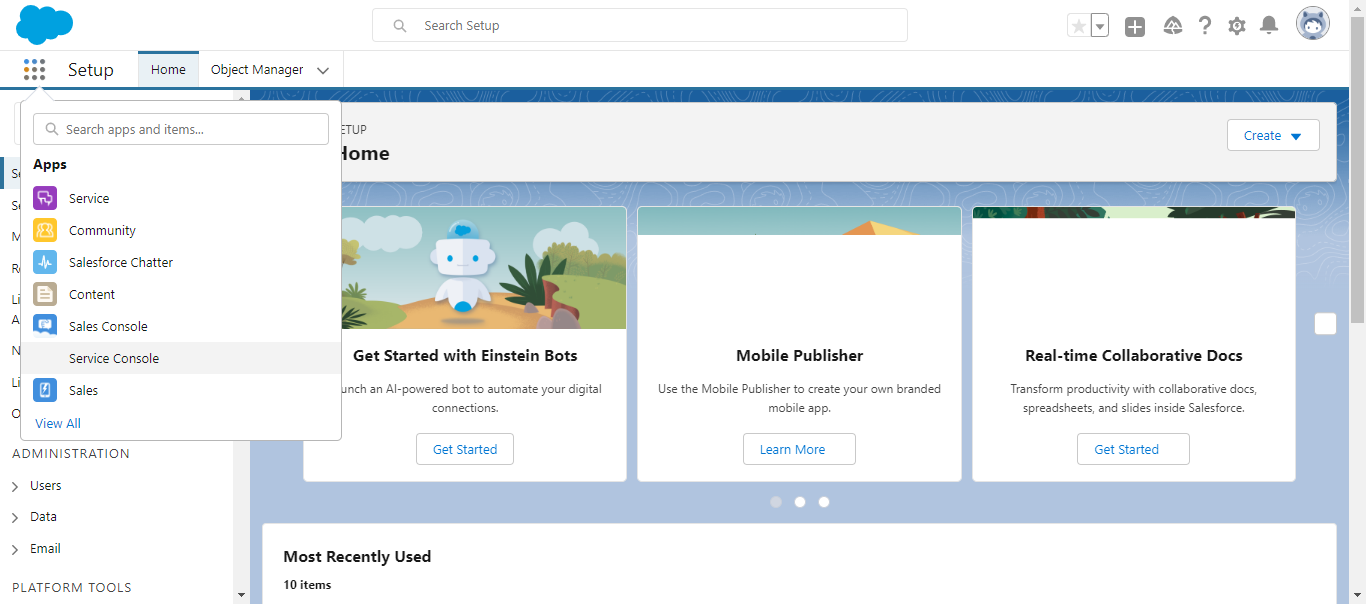 Search Setup
Setup
Home
Object Manager
Search apps and items...
Apps
Service
Community
Salesforce Chatter
Content
Sales Console
Service Console
Sales
View All
ADMINISTRATION
Users
Data
Email
PLATFORM TOOLS
Home
Create
Get Started with Einstein Bots
an AI-powered bot to automate your digital
connections.
Get Started
Mobile Publisher
Use the Mobile Publisher to create your own branded
mobile app.
Learn More
Real-time Collaborative Docs
Transform productivity with collaborative docs,
spreadsheets, and slides inside Salesforce.
Get Started
Most Recently Used
10 items